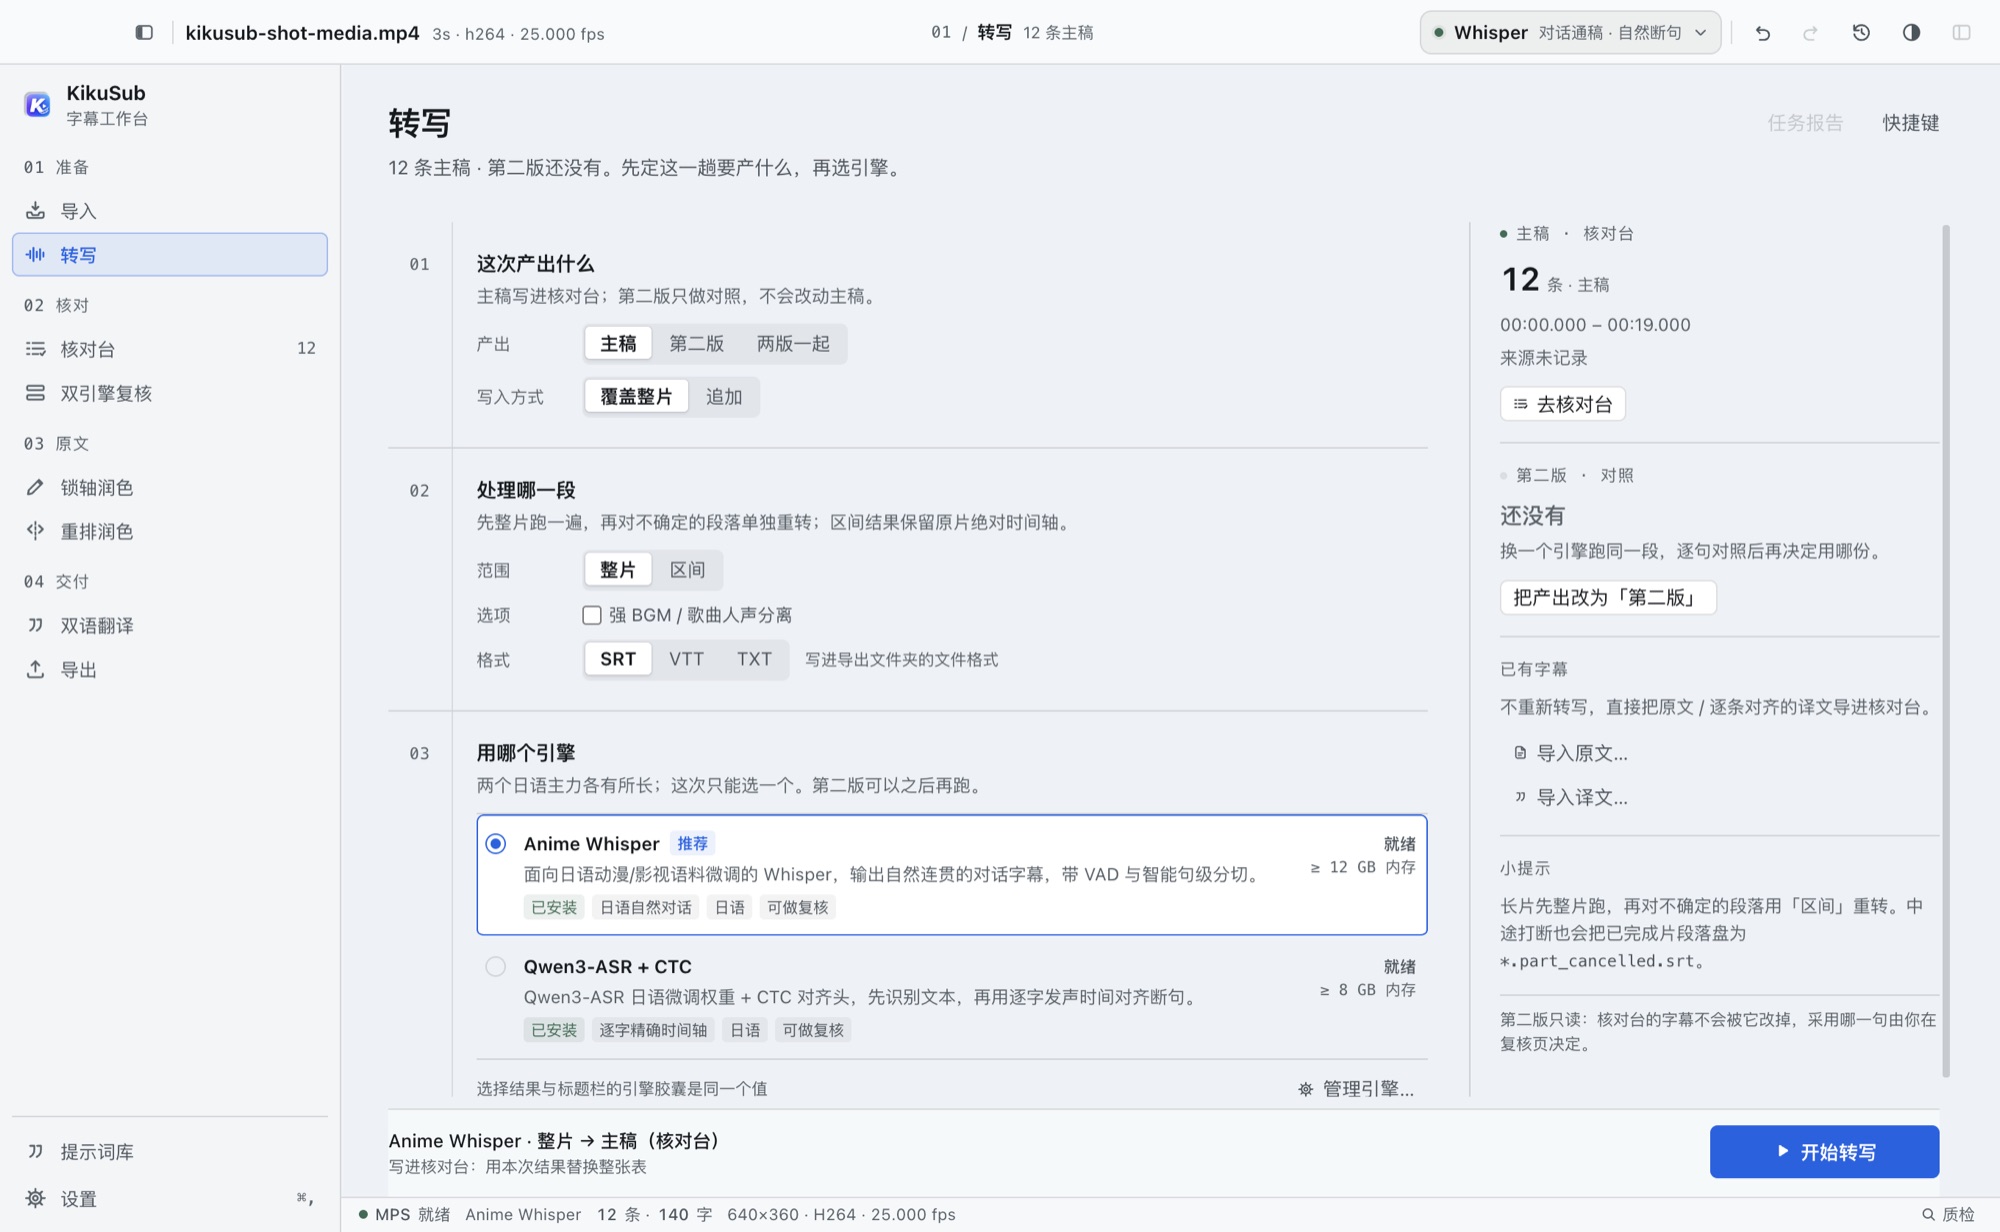 kikusub-shot-media.mp4 3s · h264 · 25.000 fps
01 / 转写 12 条主稿
Whisper 对话通稿 · 自然断句
KikuSub
字幕工作台
01 准备
导入
转写
02 核对
核对台 12
双引擎复核
03 原文
锁轴润色
重排润色
04 交付
双语翻译
导出
提示词库
设置 ⌘,
转写
12 条主稿 · 第二版还没有。先定这一趟要产什么，再选引擎。
任务报告 快捷键
01 这次产出什么
主稿写进核对台；第二版只做对照，不会改动主稿。
产出 主稿 第二版 两版一起
写入方式 覆盖整片 追加
02 处理哪一段
先整片跑一遍，再对不确定的段落单独重转；区间结果保留原片绝对时间轴。
范围 整片 区间
选项 强 BGM / 歌曲人声分离
格式 SRT VTT TXT 写进导出文件夹的文件格式
03 用哪个引擎
两个日语主力各有所长；这次只能选一个。第二版可以之后再跑。
Anime Whisper 推荐 就绪
面向日语动漫/影视语料微调的 Whisper，输出自然连贯的对话字幕，带 VAD 与智能句级分切。 ≥ 12 GB 内存
已安装 日语自然对话 日语 可做复核
Qwen3-ASR + CTC 就绪
Qwen3-ASR 日语微调权重 + CTC 对齐头，先识别文本，再用逐字发声时间对齐断句。 ≥ 8 GB 内存
已安装 逐字精确时间轴 日语 可做复核
选择结果与标题栏的引擎胶囊是同一个值 管理引擎...
主稿 · 核对台
12 条 · 主稿
00:00.000 – 00:19.000
来源未记录
去核对台
第二版 · 对照
还没有
换一个引擎跑同一段，逐句对照后再决定用哪份。
把产出改为「第二版」
已有字幕
不重新转写，直接把原文 / 逐条对齐的译文导进核对台。
导入原文...
导入译文...
小提示
长片先整片跑，再对不确定的段落用「区间」重转。中
途打断也会把已完成片段落盘为
*.part_cancelled.srt。
第二版只读：核对台的字幕不会被它改掉，采用哪一句由你在
复核页决定。
Anime Whisper · 整片 → 主稿（核对台）
写进核对台：用本次结果替换整张表
开始转写
MPS 就绪 Anime Whisper 12 条 · 140 字 640×360 · H264 · 25.000 fps
质检